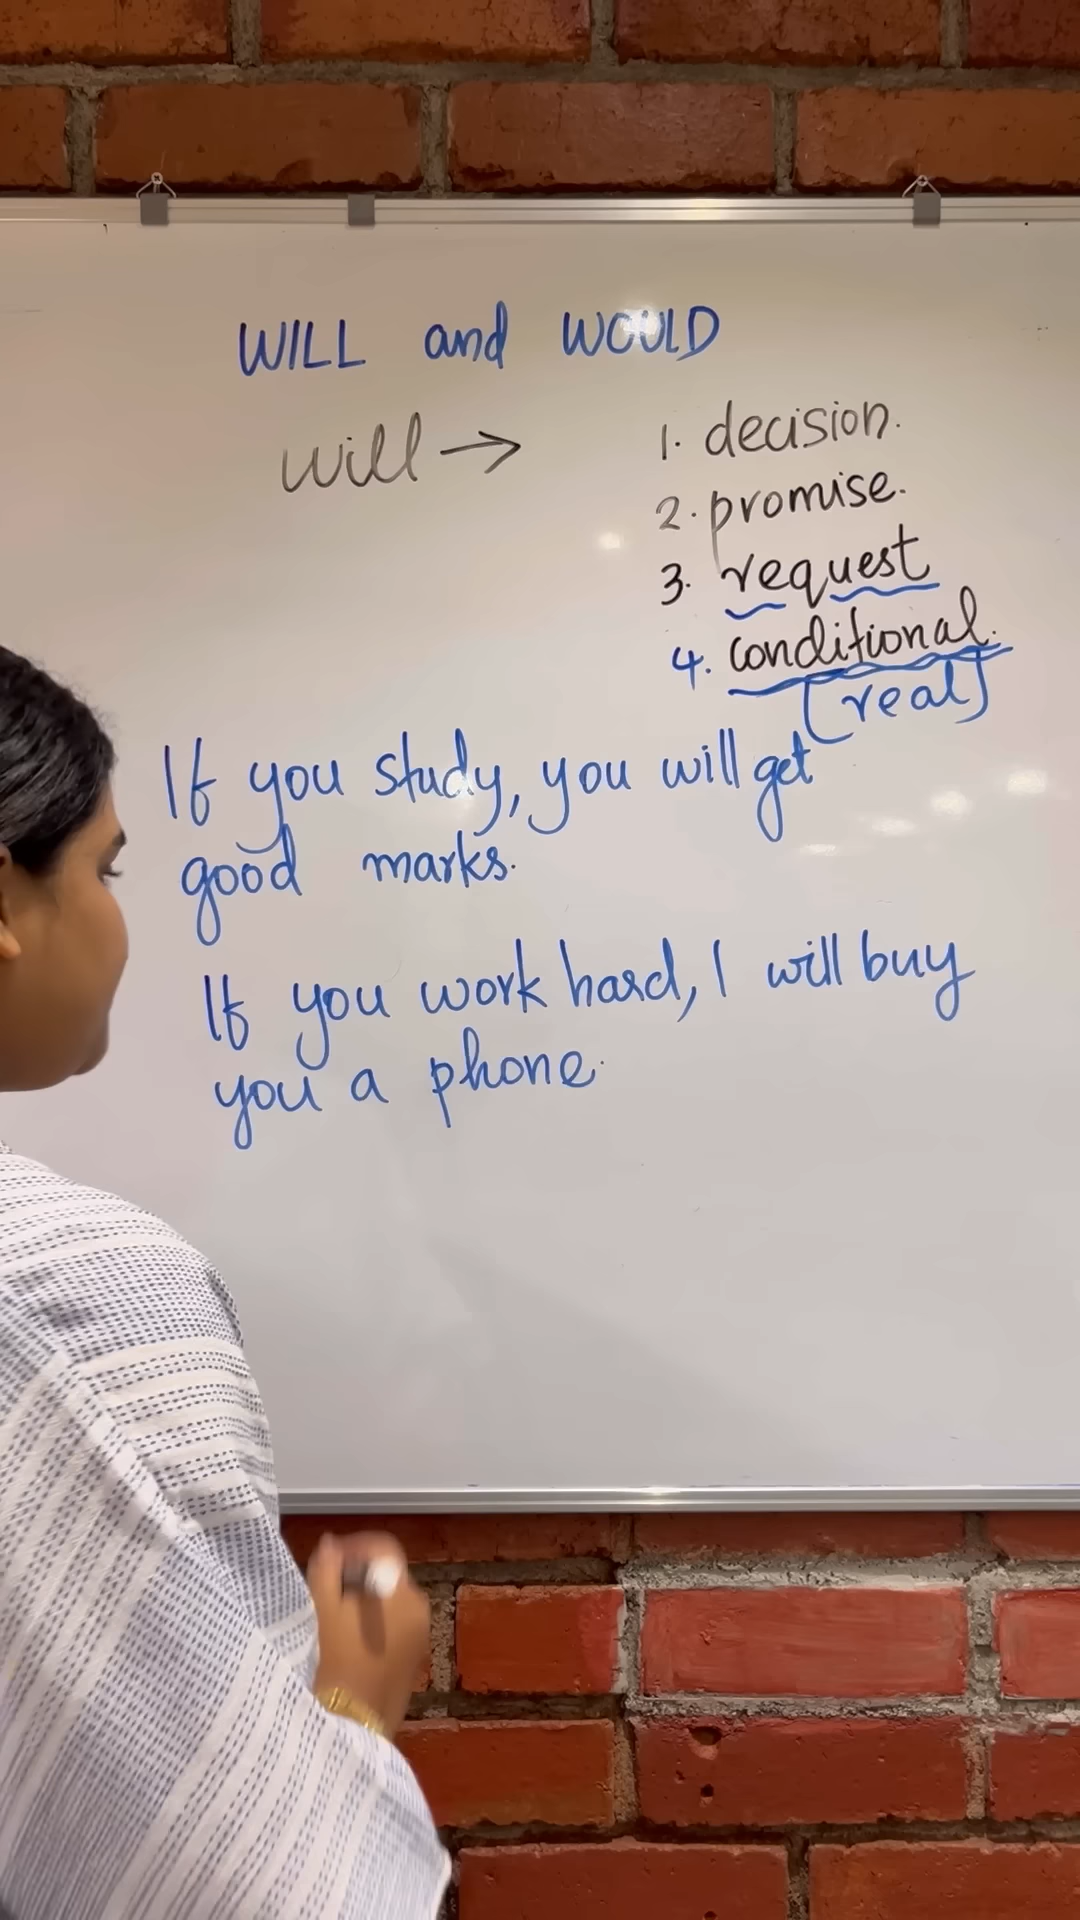 WILL and WOULD
will → 1. decision.
2. promise.
3. request
4. conditional.
(real)
If you study, you will get
good marks.
If you work hard, I will buy
you a phone.